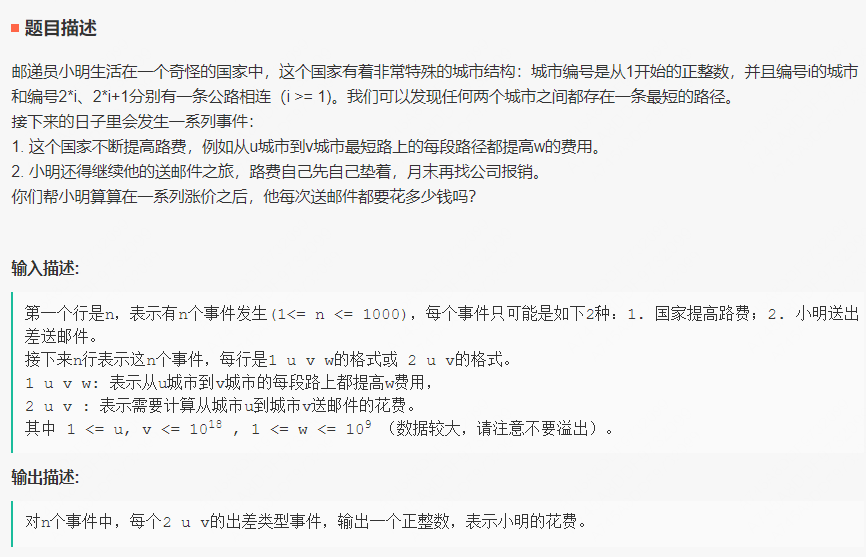 题目描述
邮递员小明生活在一个奇怪的国家中，这个国家有着非常特殊的城市结构：城市编号是从1开始的正整数，并且编号i的城市
和编号2*i、2*i+1分别有一条公路相连（i >= 1)。我们可以发现任何两个城市之间都存在一条最短的路径。
接下来的日子里会发生一系列事件：
1. 这个国家不断提高路费，例如从u城市到v城市最短路上的每段路径都提高w的费用。
2. 小明还得继续他的送邮件之旅，路费自己先自己垫着，月末再找公司报销。
你们帮小明算算在一系列涨价之后，他每次送邮件都要花多少钱吗？
输入描述:
第一个行是n，表示有n个事件发生(1<= n <= 1000)，每个事件只可能是如下2种：1. 国家提高路费；2. 小明送出
差送邮件。
接下来n行表示这n个事件，每行是1 u v w的格式或 2 u v的格式。
1 u v w: 表示从u城市到v城市的每段路上都提高w费用，
2 u v : 表示需要计算从城市u到城市v送邮件的花费。
其中 1 <= u, v <= 10^18 , 1 <= w <= 10^9 （数据较大，请注意不要溢出）。
输出描述:
对n个事件中，每个2 u v的出差类型事件，输出一个正整数，表示小明的花费。